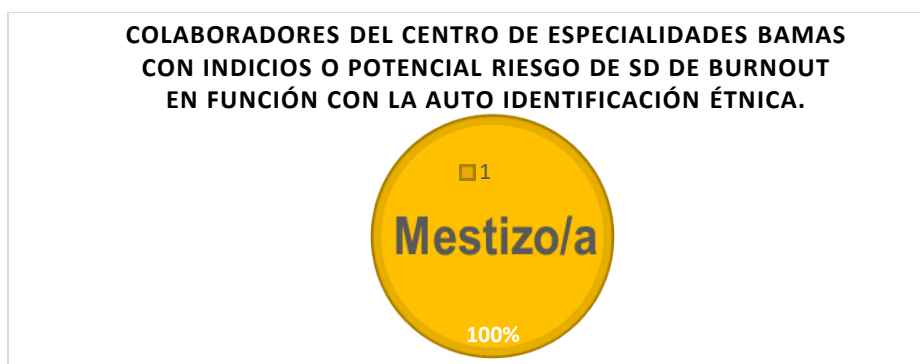 COLABORADORES DEL CENTRO DE ESPECIALIDADES BAMAS
CON INDICIOS O POTENCIAL RIESGO DE SD DE BURNOUT
EN FUNCIÓN CON LA AUTO IDENTIFICACIÓN ÉTNICA.
1
Mestizo/a
100%